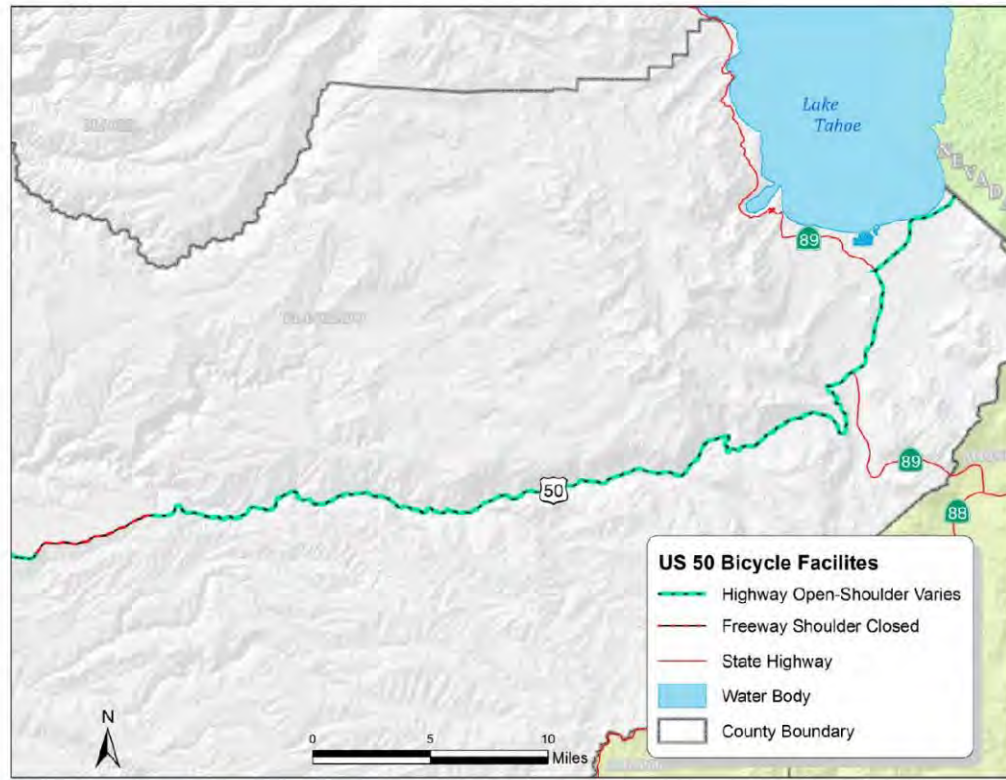 Lake
Tahoe
NEVAD
89
89
50
88
US 50 Bicycle Facilites
Highway Open-Shoulder Varies
Freeway Shoulder Closed
State Highway
Water Body
County Boundary
N
0 5 10
Miles